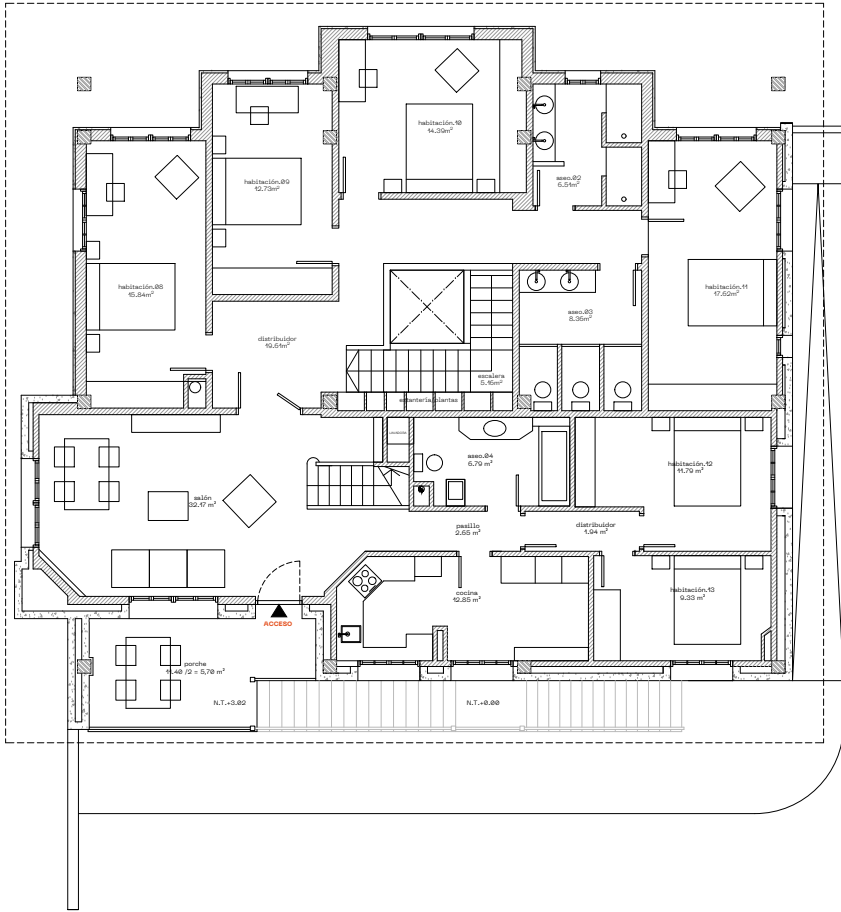 habitación.10
14.39m²
aseo.02
6.51m²
habitación.09
12.73m²
habitación.08
15.84m²
habitación.11
17.52m²
aseo.03
8.35m²
distribuidor
19.51m²
escalera
5.16m²
estantería/plantas
aseo.04
6.79 m²
habitación.12
11.79 m²
salón
32.17 m²
pasillo
2.55 m²
distribuidor
1.94 m²
cocina
12.85 m²
habitación.13
9.33 m²
ACCESO
porche
11.40 /2 = 5,70 m²
N.T.+3.02
N.T.+0.00